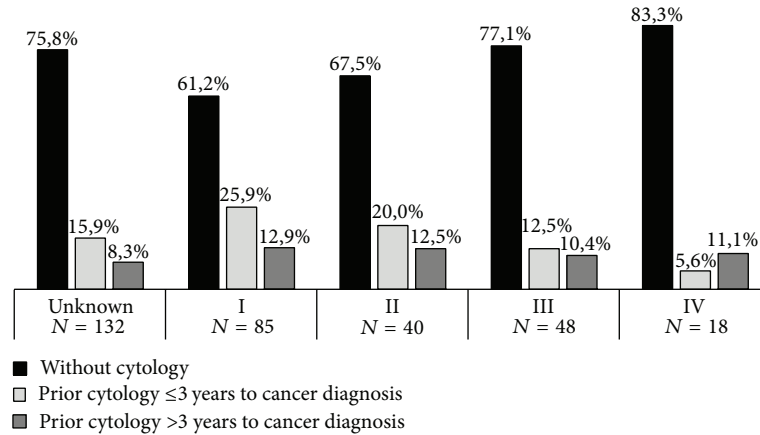 75,8%
15,9%
8,3%
61,2%
25,9%
12,9%
67,5%
20,0%
12,5%
77,1%
12,5%
10,4%
83,3%
5,6%
11,1%
Unknown
N = 132
I
N = 85
II
N = 40
III
N = 48
IV
N = 18
Without cytology
Prior cytology ≤3 years to cancer diagnosis
Prior cytology >3 years to cancer diagnosis